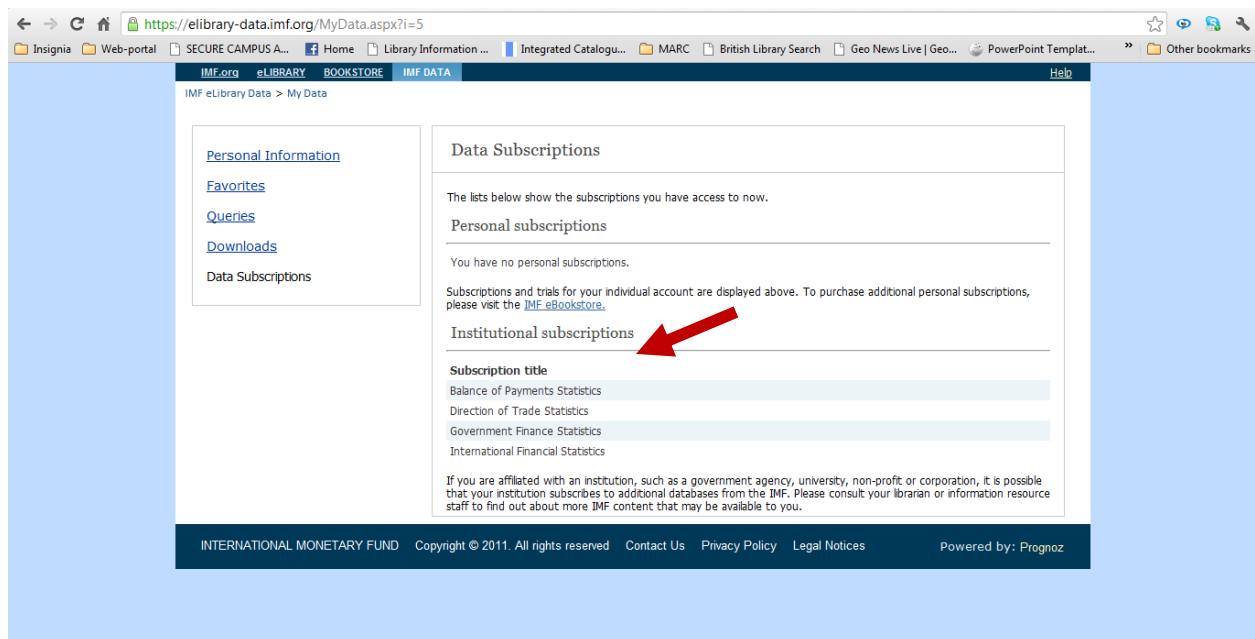 https://elibrary-data.imf.org/MyData.aspx?i=5
Insignia Web-portal SECURE CAMPUS A... Home Library Information ... Integrated Catalogu... MARC British Library Search Geo News Live | Geo... PowerPoint Templat... » Other bookmarks
IMF.org eLIBRARY BOOKSTORE IMF DATA Help
IMF eLibrary Data > My Data
Personal Information
Favorites
Queries
Downloads
Data Subscriptions
Data Subscriptions
The lists below show the subscriptions you have access to now.
Personal subscriptions
You have no personal subscriptions.
Subscriptions and trials for your individual account are displayed above. To purchase additional personal subscriptions,
please visit the IMF eBookstore.
Institutional subscriptions
Subscription title
Balance of Payments Statistics
Direction of Trade Statistics
Government Finance Statistics
International Financial Statistics
If you are affiliated with an institution, such as a government agency, university, non-profit or corporation, it is possible
that your institution subscribes to additional databases from the IMF. Please consult your librarian or information resource
staff to find out about more IMF content that may be available to you.
INTERNATIONAL MONETARY FUND Copyright © 2011. All rights reserved Contact Us Privacy Policy Legal Notices Powered by: Prognoz